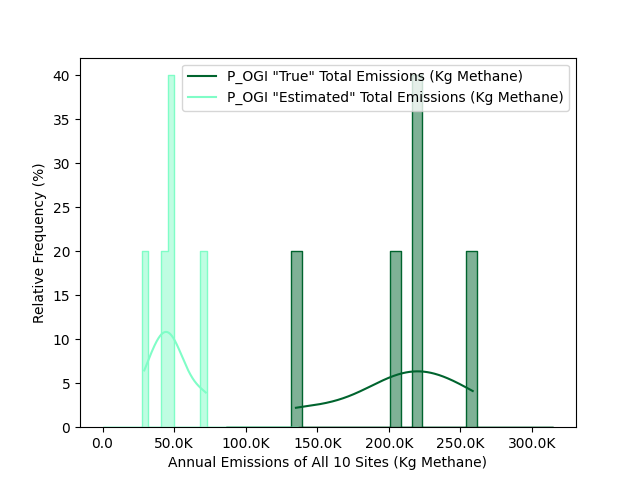 P_OGI "True" Total Emissions (Kg Methane)
P_OGI "Estimated" Total Emissions (Kg Methane)
Relative Frequency (%)
40
35
30
25
20
15
10
5
0
0.0 50.0K 100.0K 150.0K 200.0K 250.0K 300.0K
Annual Emissions of All 10 Sites (Kg Methane)